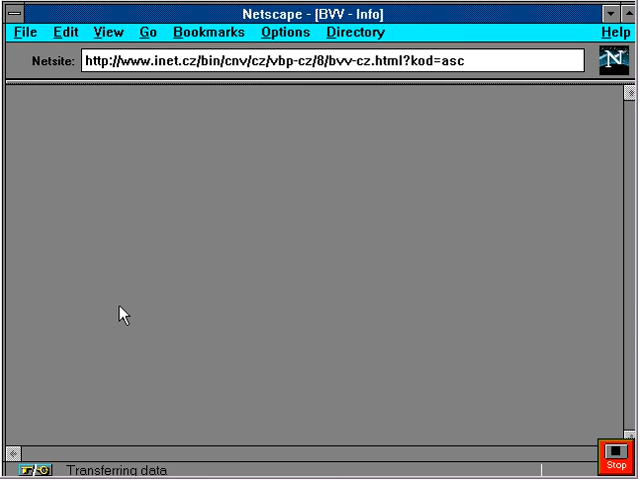 Netscape - [BVV - Info]
File Edit View Go Bookmarks Options Directory Help
Netsite: http://www.inet.cz/bin/cnv/cz/vbp-cz/8/bvv-cz.html?kod=asc N
Stop
Transferring data